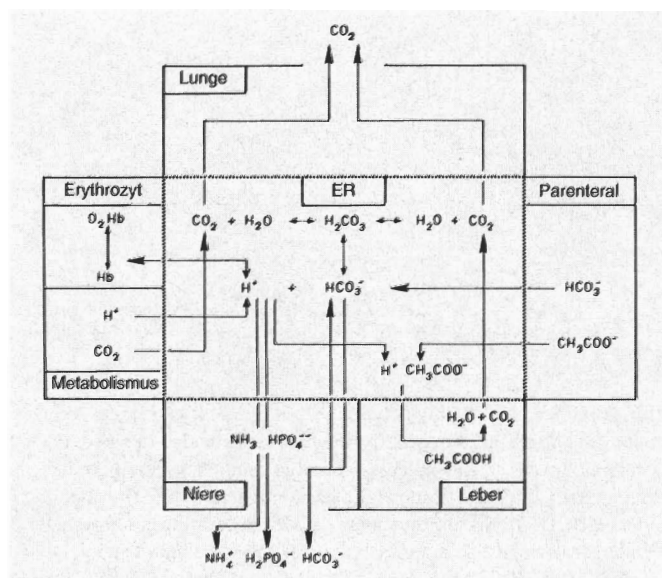 CO₂
Lunge
Erythrozyt
ER
Parenteral
O₂Hb
CO₂ + H₂O ↔ H₂CO₃ ↔ H₂O + CO₂
Hb
H⁺ + HCO₃⁻
HCO₃⁻
H⁺
CH₃COO⁻
CO₂
H⁺ CH₃COO⁻
Metabolismus
H₂O + CO₂
NH₃ HPO₄⁻⁻
CH₃COOH
Niere
Leber
NH₄⁺ H₂PO₄⁻ HCO₃⁻